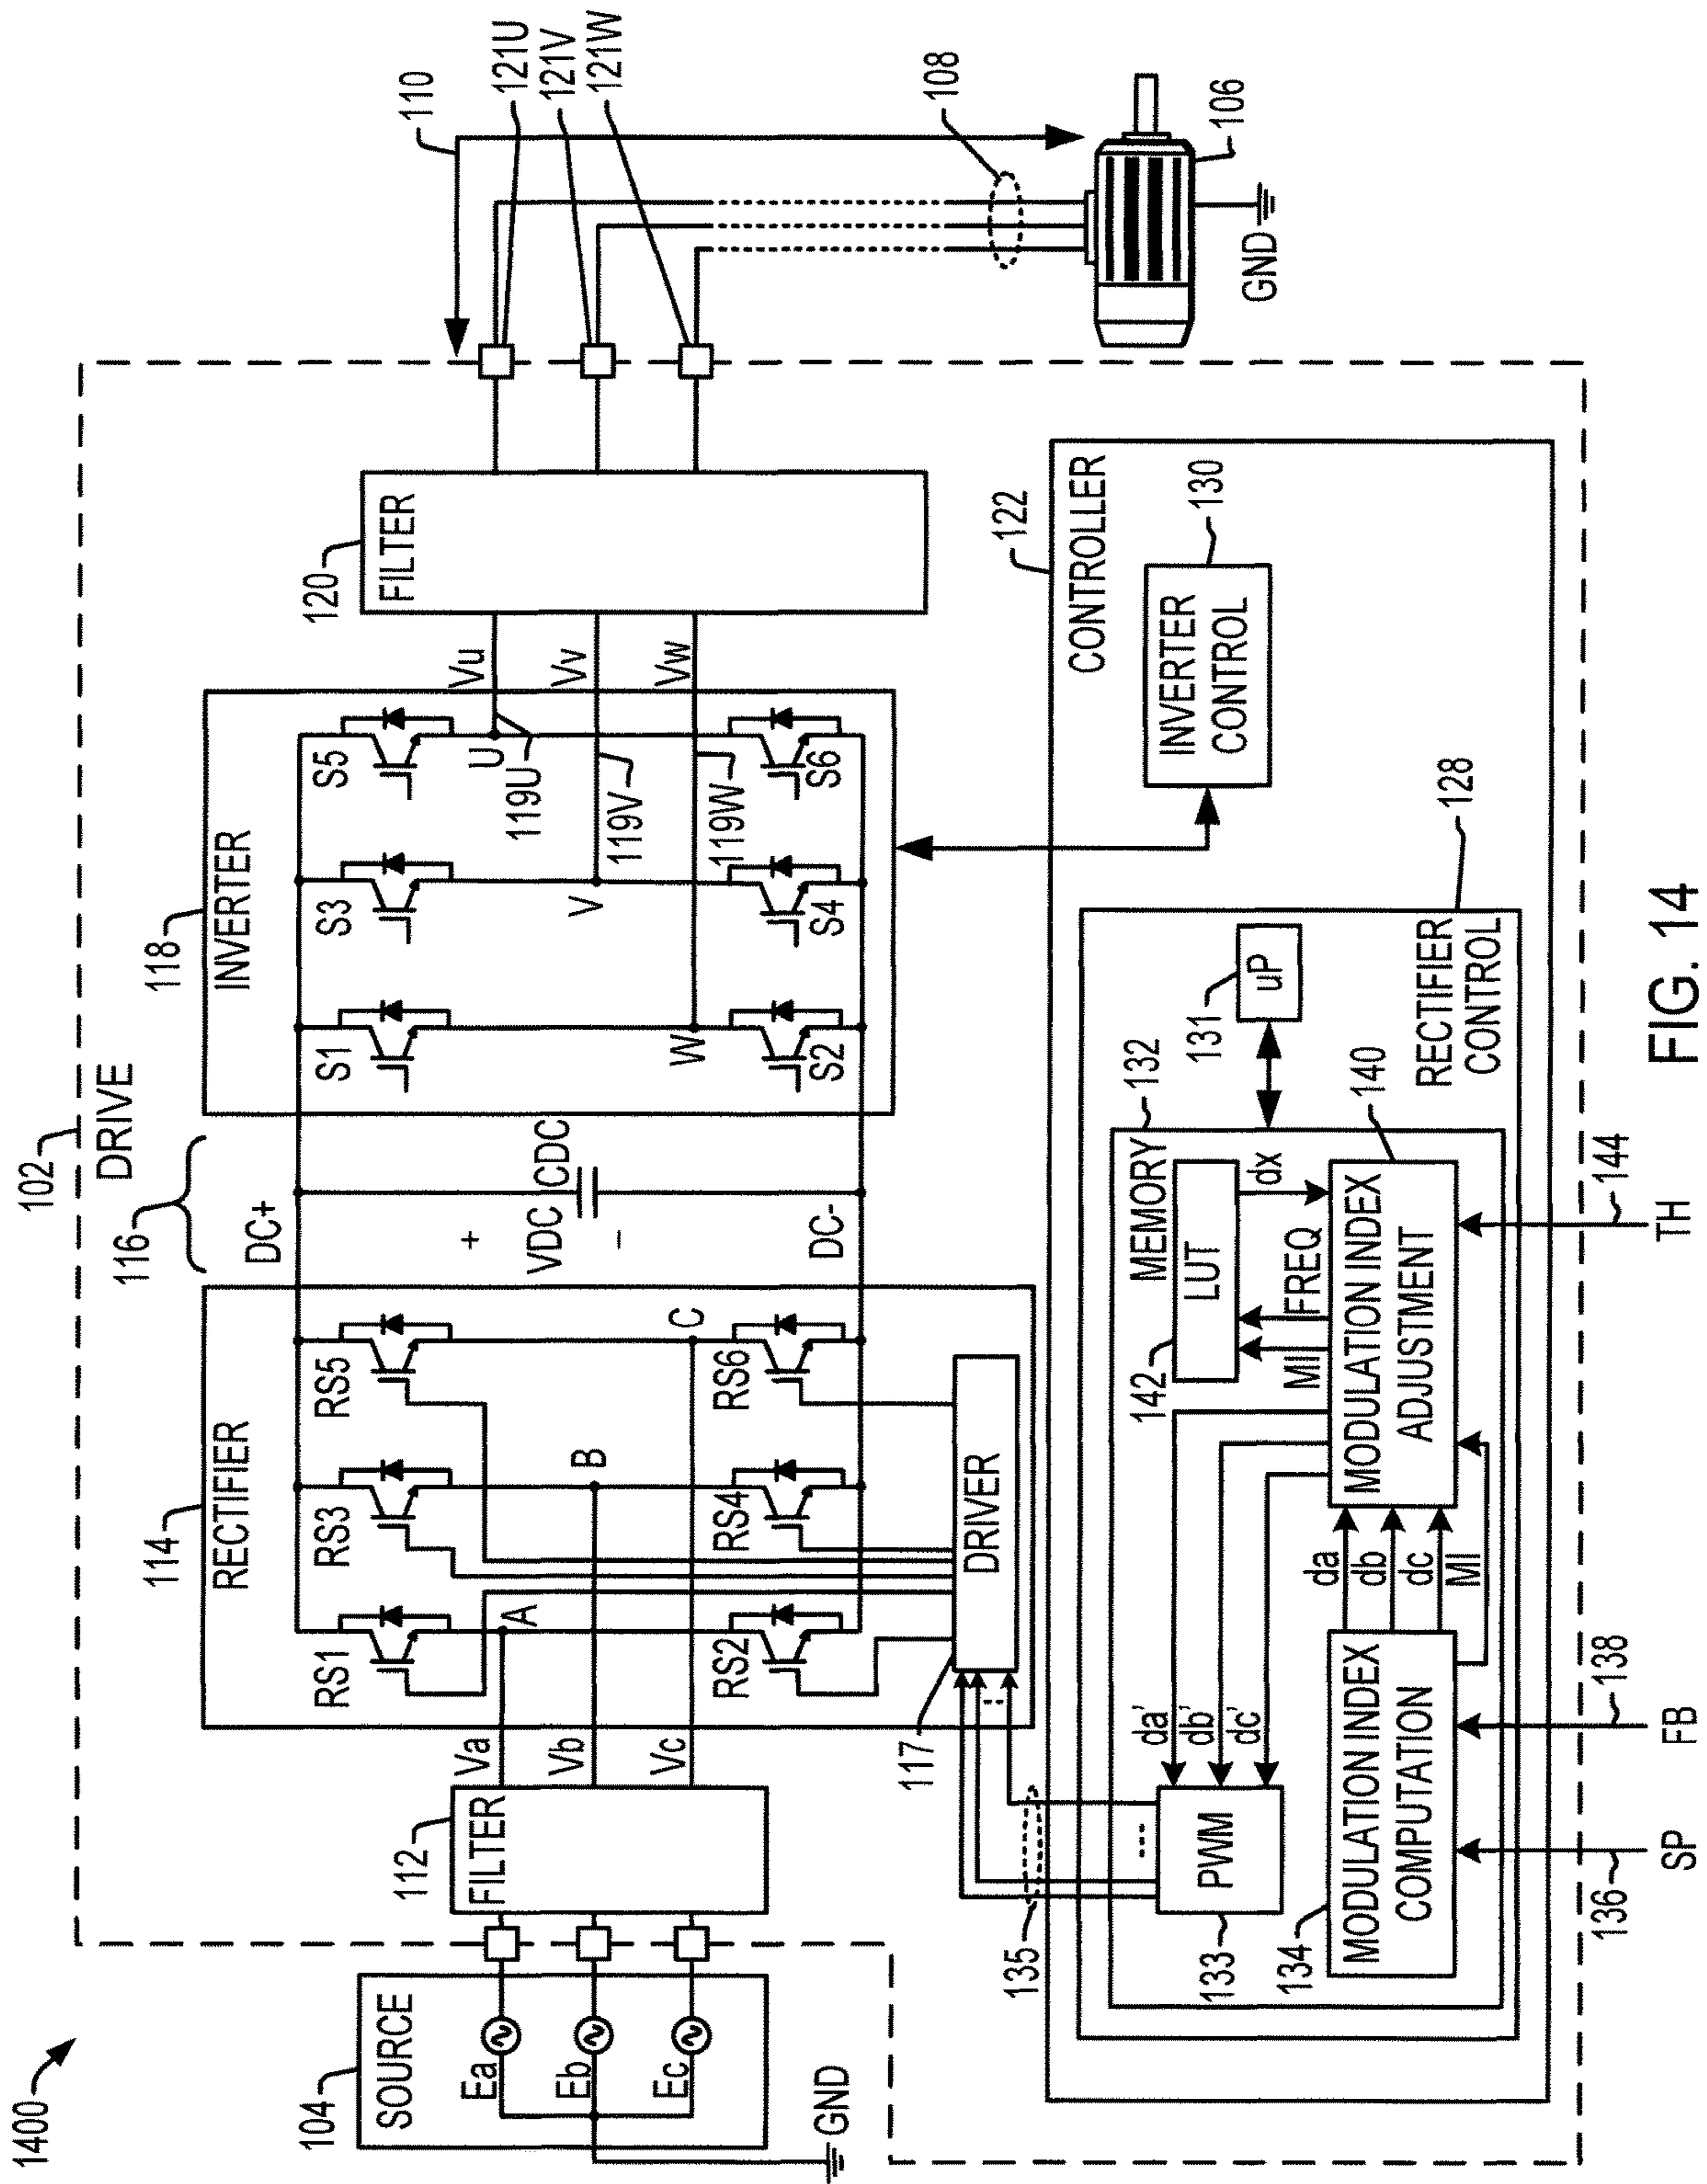 1400
102
DRIVE
104
SOURCE
Ea
Eb
Ec
GND
112
FILTER
Va
Vb
Vc
114
RECTIFIER
RS1
RS3
RS5
A
B
C
RS2
RS4
RS6
117
DRIVER
116
DC+
+
VDC
CDC
–
DC-
118
INVERTER
S1
S3
S5
U
V
W
119U
119V
119W
S2
S4
S6
Vu
Vv
Vw
120
FILTER
110
121U
121V
121W
108
106
GND
122
CONTROLLER
130
INVERTER
CONTROL
128
RECTIFIER
CONTROL
131
uP
132
MEMORY
142
LUT
MI
FREQ
dx
140
MODULATION INDEX
ADJUSTMENT
da'
db'
dc'
135
133
PWM
134
MODULATION INDEX
COMPUTATION
da
db
dc
MI
136
SP
138
FB
144
TH
FIG. 14